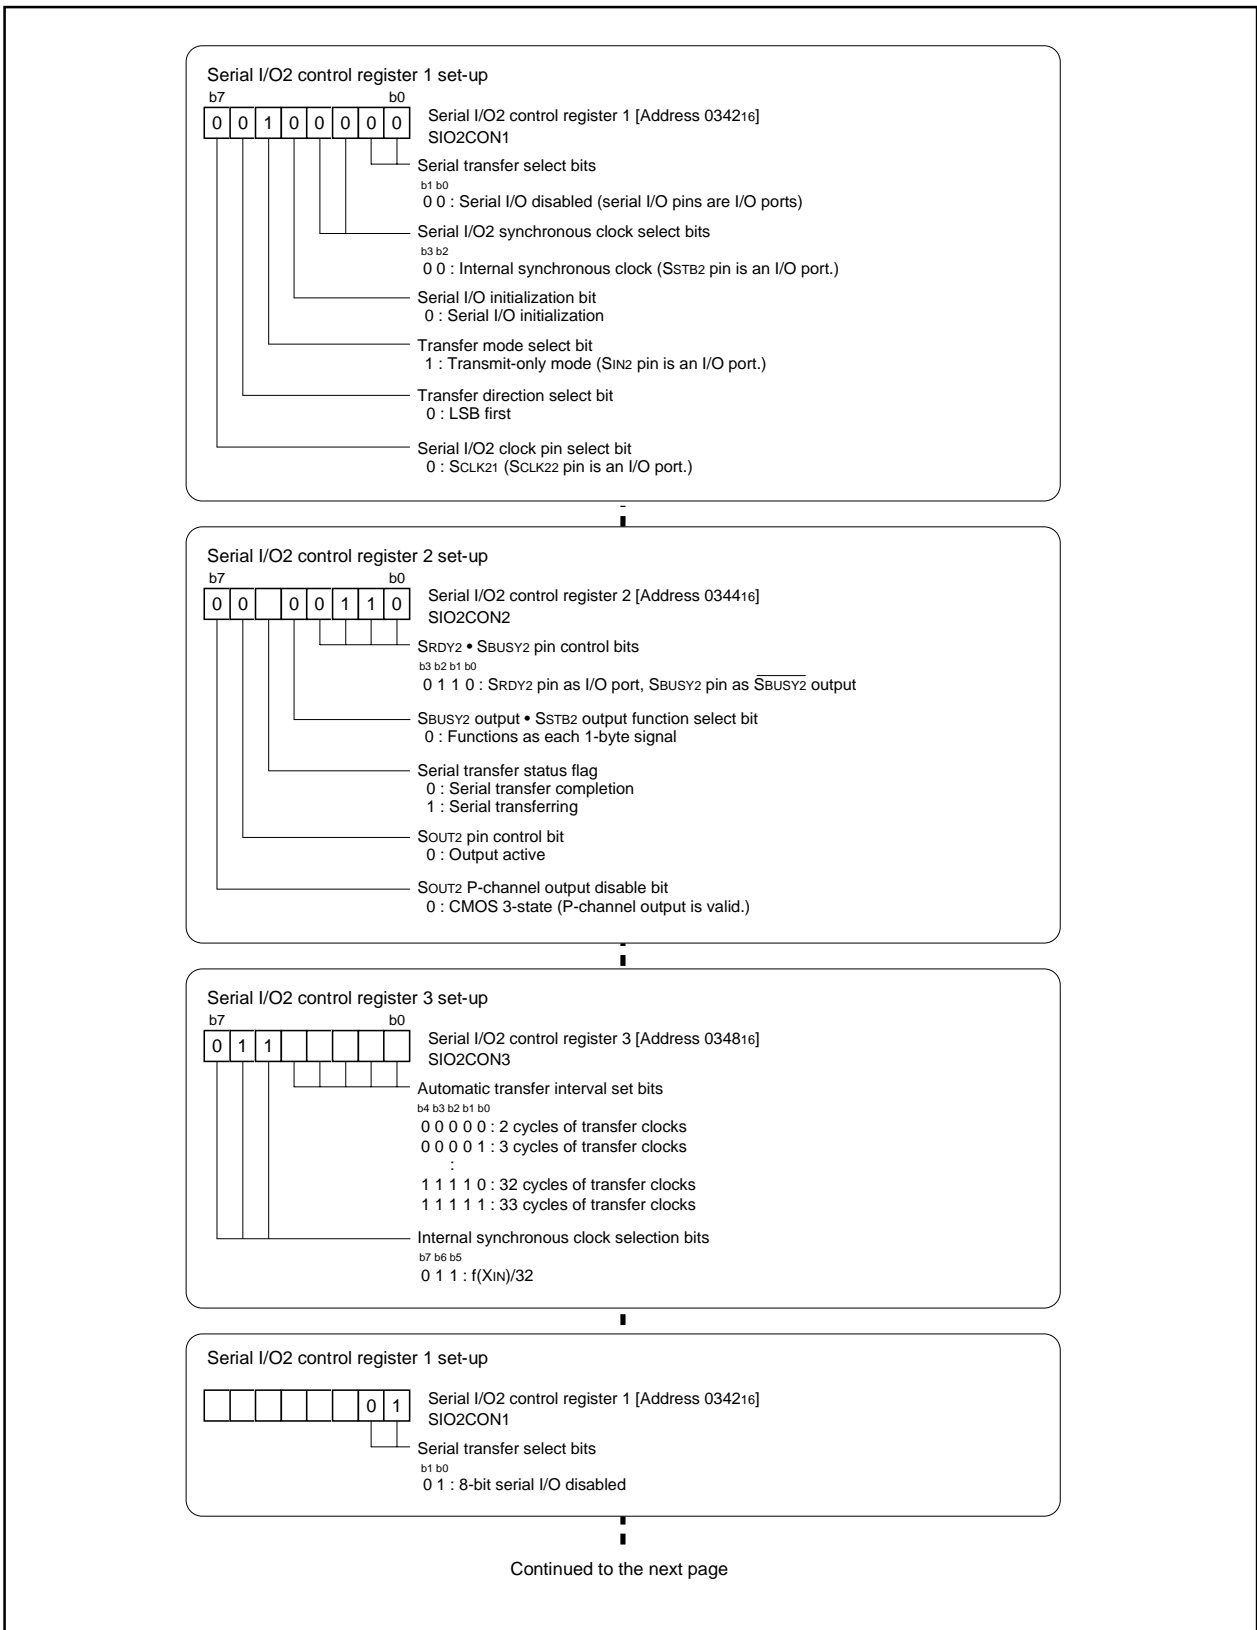 Serial I/O2 control register 1 set-up
b7 b0
0 0 1 0 0 0 0 0 Serial I/O2 control register 1 [Address 034216]
SIO2CON1
Serial transfer select bits
b1 b0
0 0 : Serial I/O disabled (serial I/O pins are I/O ports)
Serial I/O2 synchronous clock select bits
b3 b2
0 0 : Internal synchronous clock (SSTB2 pin is an I/O port.)
Serial I/O initialization bit
0 : Serial I/O initialization
Transfer mode select bit
1 : Transmit-only mode (SIN2 pin is an I/O port.)
Transfer direction select bit
0 : LSB first
Serial I/O2 clock pin select bit
0 : SCLK21 (SCLK22 pin is an I/O port.)
Serial I/O2 control register 2 set-up
b7 b0
0 0 0 0 1 1 0 Serial I/O2 control register 2 [Address 034416]
SIO2CON2
SRDY2 • SBUSY2 pin control bits
b3 b2 b1 b0
0 1 1 0 : SRDY2 pin as I/O port, SBUSY2 pin as SBUSY2 output
SBUSY2 output • SSTB2 output function select bit
0 : Functions as each 1-byte signal
Serial transfer status flag
0 : Serial transfer completion
1 : Serial transferring
SOUT2 pin control bit
0 : Output active
SOUT2 P-channel output disable bit
0 : CMOS 3-state (P-channel output is valid.)
Serial I/O2 control register 3 set-up
b7 b0
0 1 1 Serial I/O2 control register 3 [Address 034816]
SIO2CON3
Automatic transfer interval set bits
b4 b3 b2 b1 b0
0 0 0 0 0 : 2 cycles of transfer clocks
0 0 0 0 1 : 3 cycles of transfer clocks
:
1 1 1 1 0 : 32 cycles of transfer clocks
1 1 1 1 1 : 33 cycles of transfer clocks
Internal synchronous clock selection bits
b7 b6 b5
0 1 1 : f(XIN)/32
Serial I/O2 control register 1 set-up
0 1 Serial I/O2 control register 1 [Address 034216]
SIO2CON1
Serial transfer select bits
b1 b0
0 1 : 8-bit serial I/O disabled
Continued to the next page